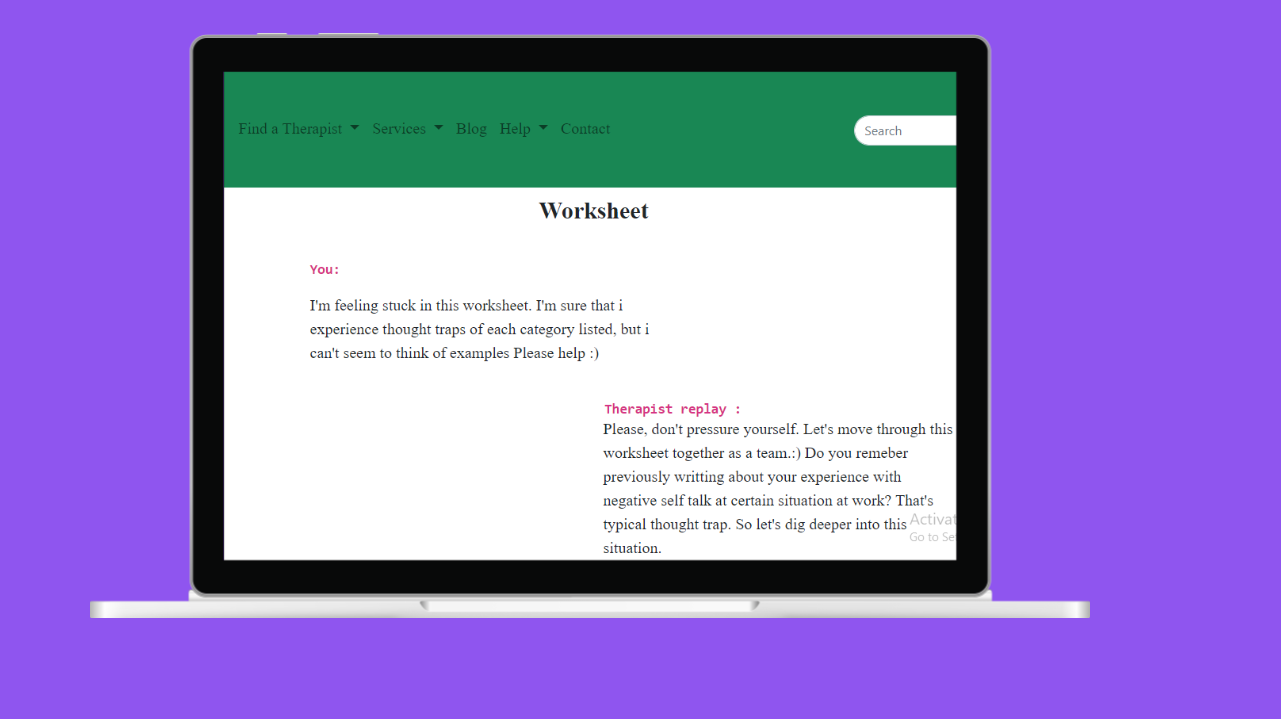 Find a Therapist Services Blog Help Contact Search
Worksheet
You:
I'm feeling stuck in this worksheet. I'm sure that i
experience thought traps of each category listed, but i
can't seem to think of examples Please help :)
Therapist replay :
Please, don't pressure yourself. Let's move through this
worksheet together as a team.:) Do you remeber
previously writting about your experience with
negative self talk at certain situation at work? That's
typical thought trap. So let's dig deeper into this
situation.
Activat
Go to Se